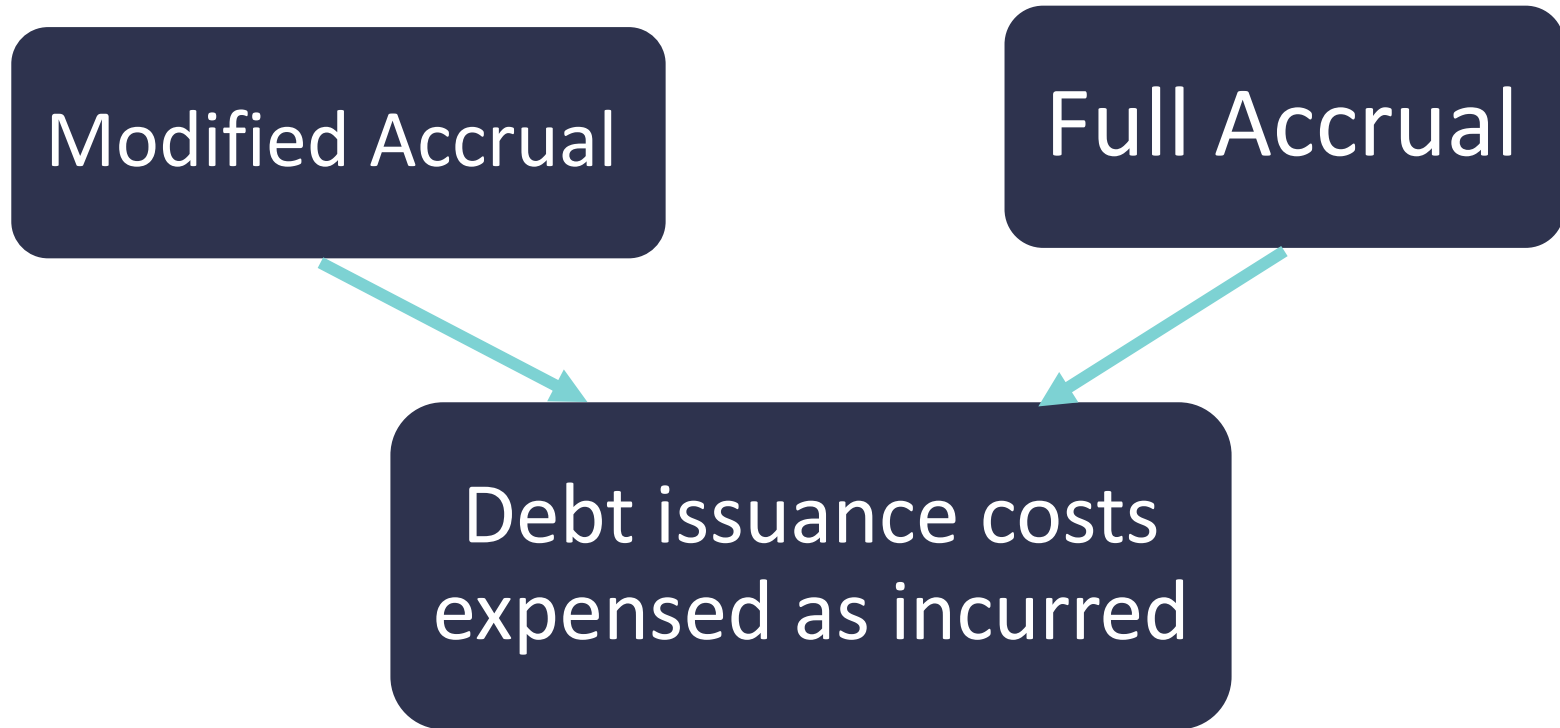 Modified Accrual
Full Accrual
Debt issuance costs
expensed as incurred